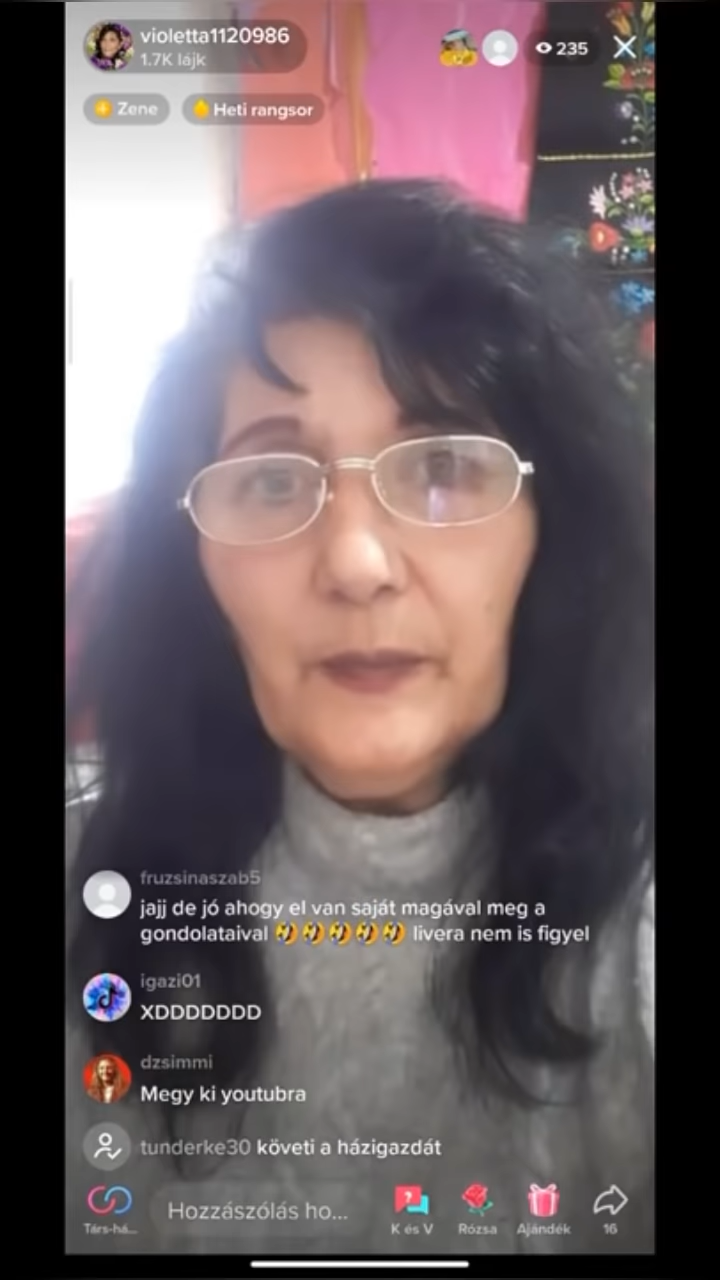 violetta1120986
1.7K lájk
235
Zene
Heti rangsor
fruzsinaszab5
jajj de jó ahogy el van saját magával meg a
gondolataival 🤣🤣🤣🤣🤣 livera nem is figyel
igazi01
XDDDDDDD
dzsimmi
Megy ki youtubra
tunderke30 követi a házigazdát
Társ-há...
Hozzászólás ho...
K és V
Rózsa
Ajándék
16